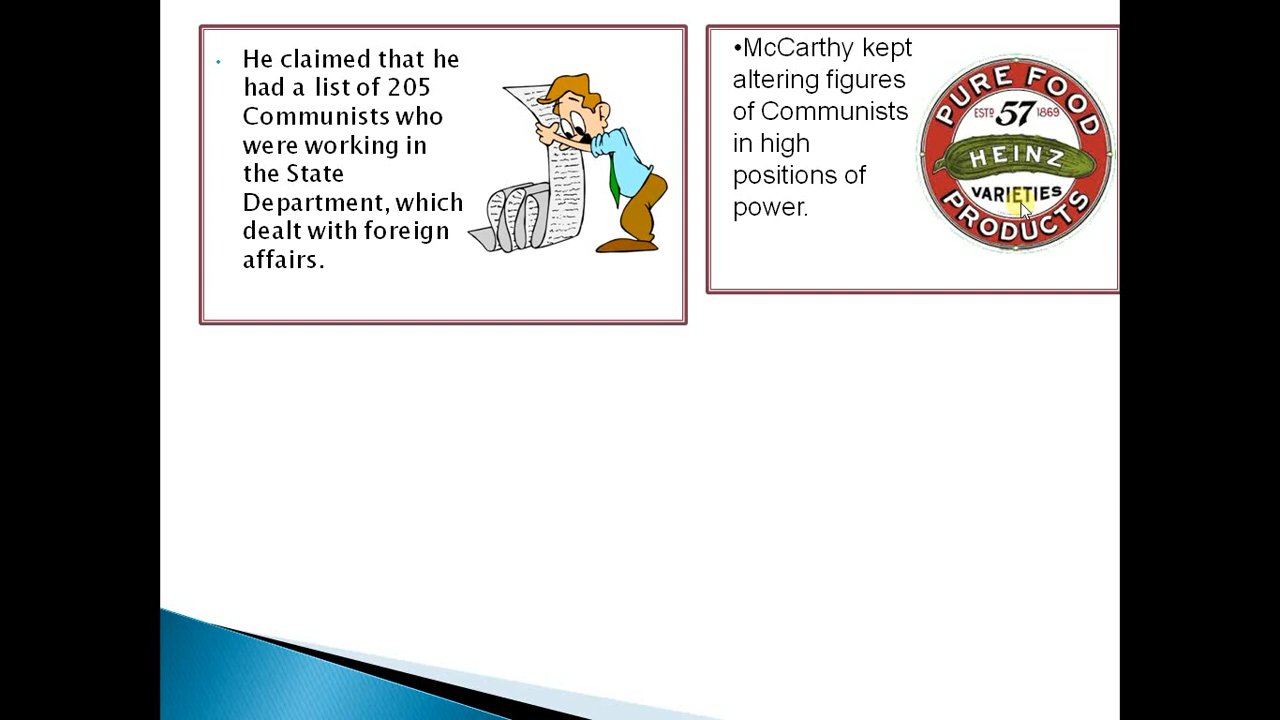 He claimed that he
had a list of 205
Communists who
were working in
the State
Department, which
dealt with foreign
affairs.
•McCarthy kept
altering figures
of Communists
in high
positions of
power.
PURE FOOD
ESTD 57 1869
HEINZ
VARIETIES
PRODUCTS